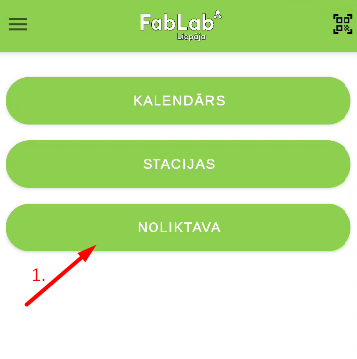 FabLab
Liepāja
KALENDĀRS
STACIJAS
NOLIKTAVA
1.